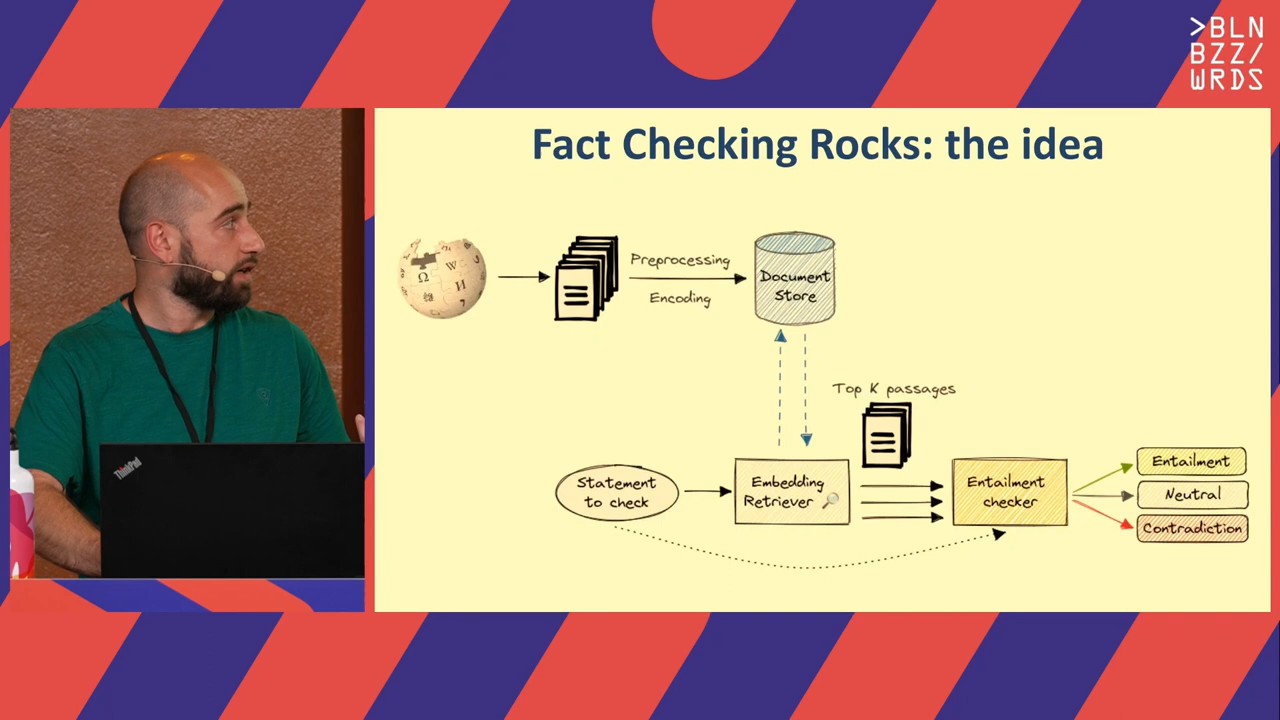 >BLN
BZZ/
WRDS
Fact Checking Rocks: the idea
Ω
W
И
Preprocessing
Encoding
Document
Store
Top K passages
Statement
to check
Embedding
Retriever
Entailment
checker
Entailment
Neutral
Contradiction
ThinkPad